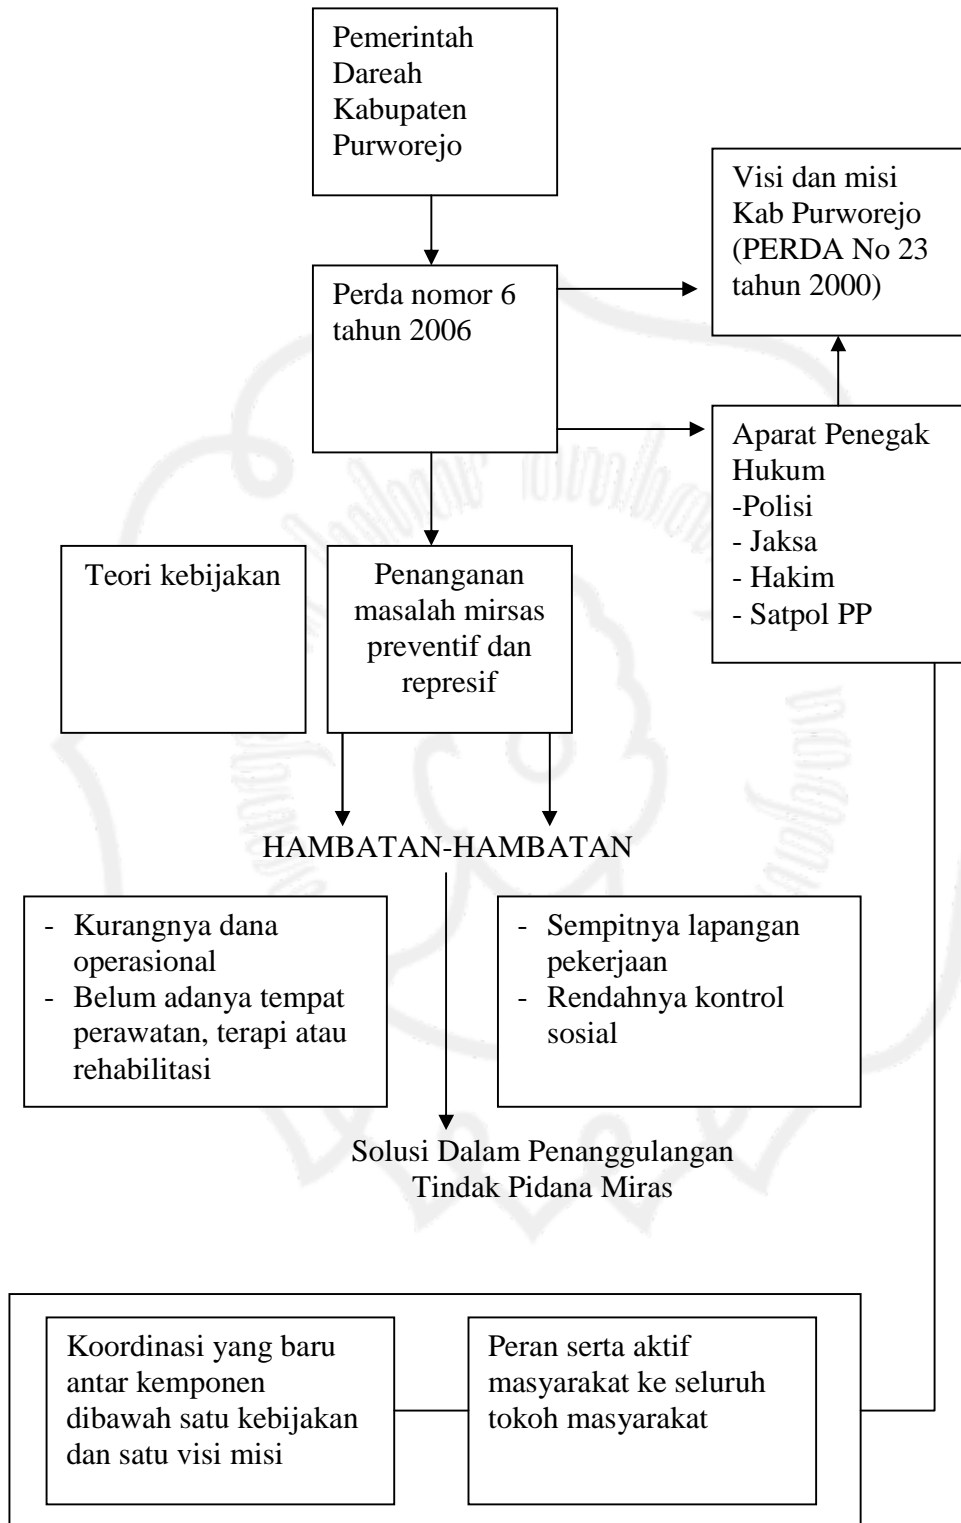 Pemerintah
Dareah
Kabupaten
Purworejo
Visi dan misi
Kab Purworejo
(PERDA No 23
tahun 2000)
Perda nomor 6
tahun 2006
Aparat Penegak
Hukum
-Polisi
- Jaksa
- Hakim
- Satpol PP
Teori kebijakan
Penanganan
masalah mirsas
preventif dan
represif
HAMBATAN-HAMBATAN
- Kurangnya dana
operasional
- Belum adanya tempat
perawatan, terapi atau
rehabilitasi
- Sempitnya lapangan
pekerjaan
- Rendahnya kontrol
sosial
Solusi Dalam Penanggulangan
Tindak Pidana Miras
Koordinasi yang baru
antar kemponen
dibawah satu kebijakan
dan satu visi misi
Peran serta aktif
masyarakat ke seluruh
tokoh masyarakat